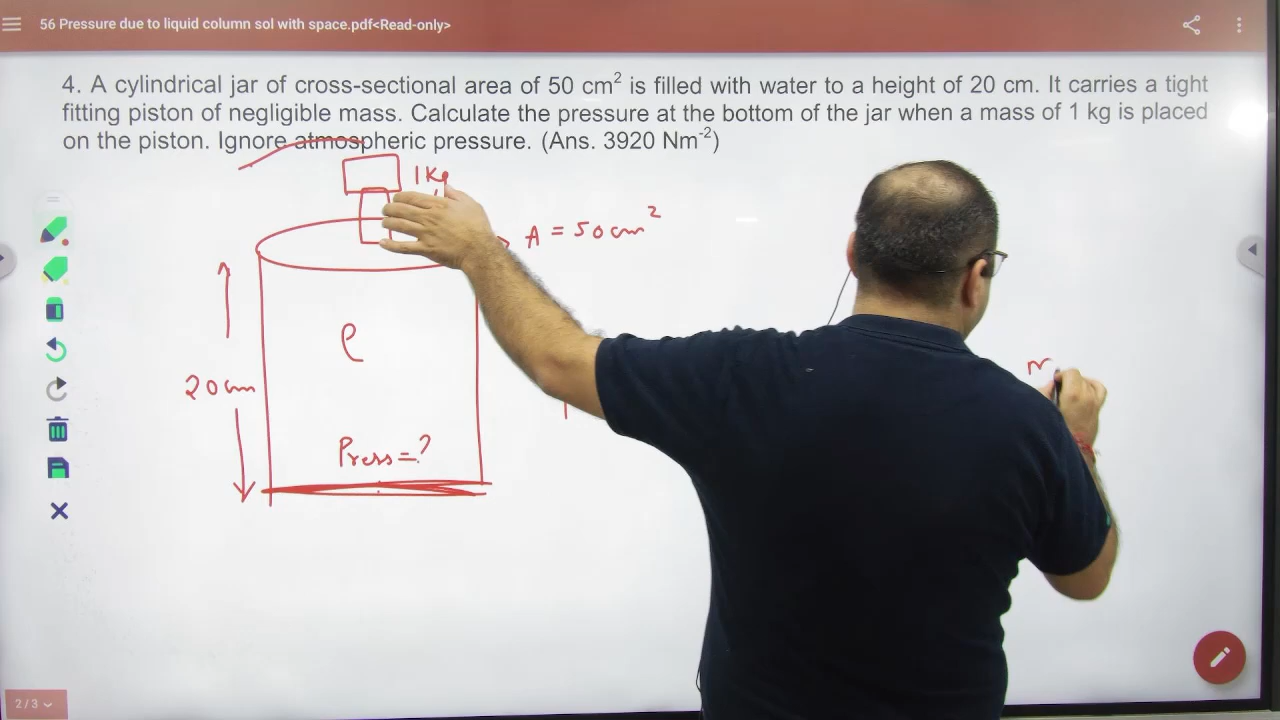 56 Pressure due to liquid column sol with space.pdf<Read-only>
4. A cylindrical jar of cross-sectional area of 50 cm² is filled with water to a height of 20 cm. It carries a tight
fitting piston of negligible mass. Calculate the pressure at the bottom of the jar when a mass of 1 kg is placed
on the piston. Ignore atmospheric pressure. (Ans. 3920 Nm⁻²)
1 Kg
A = 50 cm²
ρ
20 cm
Press = ?
2 / 3